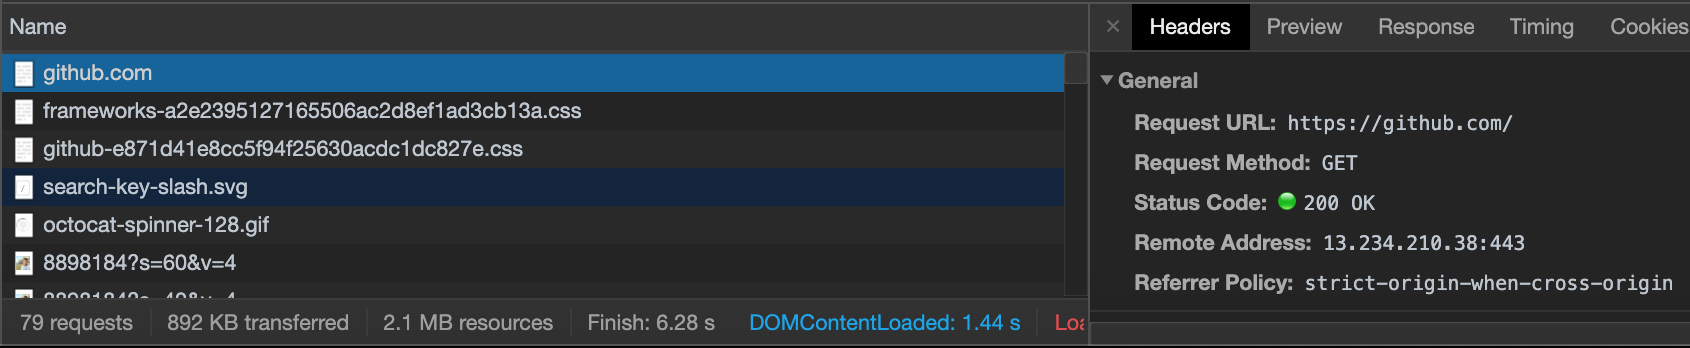 Name
github.com
frameworks-a2e2395127165506ac2d8ef1ad3cb13a.css
github-e871d41e8cc5f94f25630acdc1dc827e.css
search-key-slash.svg
octocat-spinner-128.gif
8898184?s=60&v=4
79 requests 892 KB transferred 2.1 MB resources Finish: 6.28 s DOMContentLoaded: 1.44 s Loa
Headers Preview Response Timing Cookies
General
Request URL: https://github.com/
Request Method: GET
Status Code: 200 OK
Remote Address: 13.234.210.38:443
Referrer Policy: strict-origin-when-cross-origin